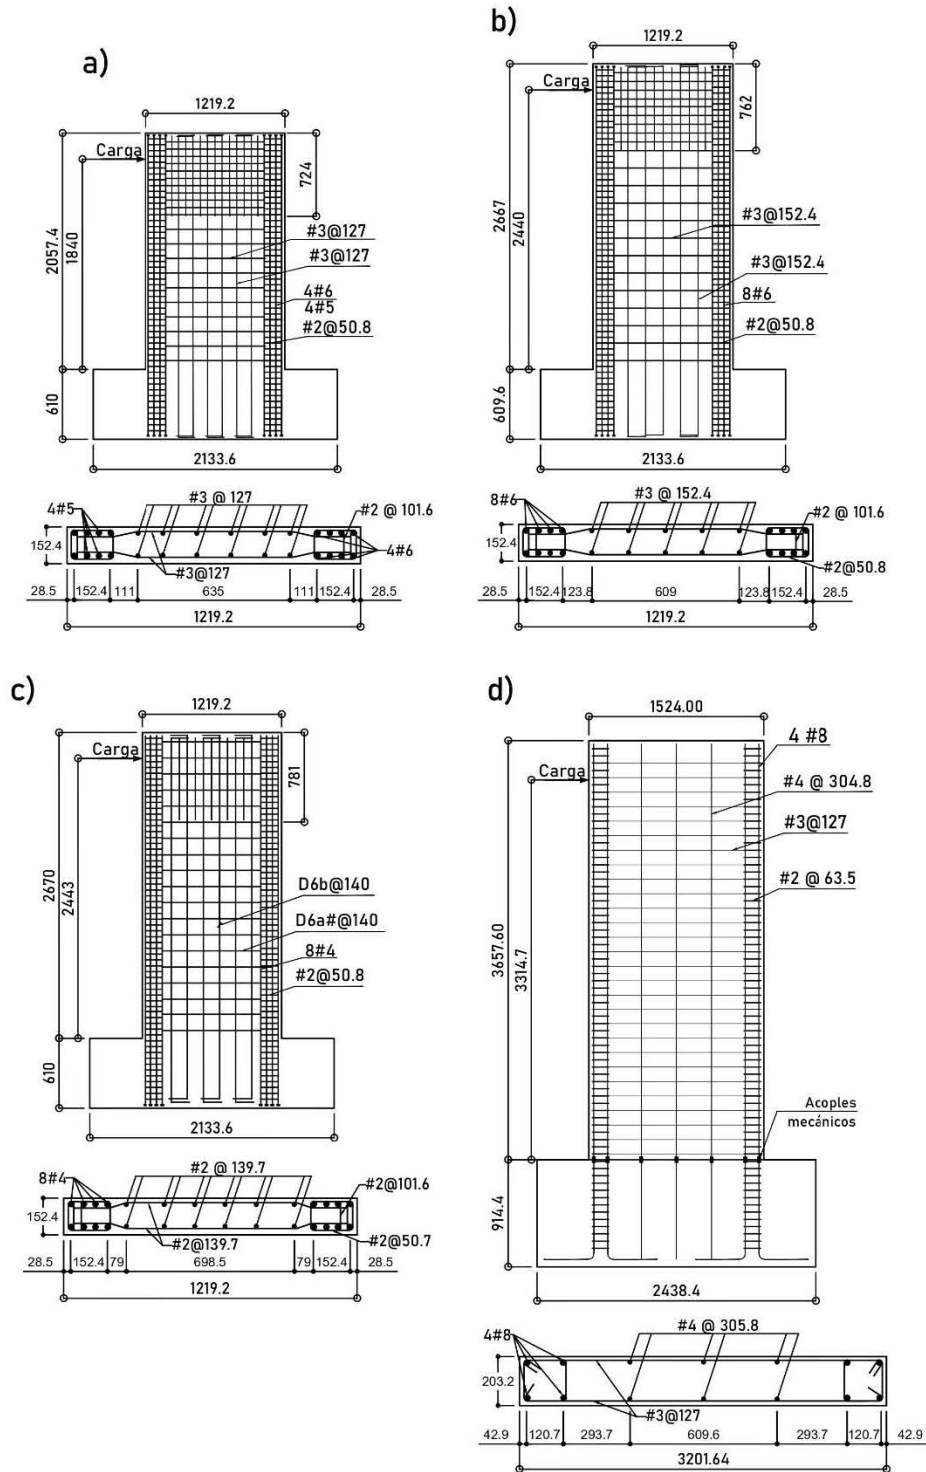 a)
1219.2
Carga
724
2057.4
1840
#3@127
#3@127
4#6
4#5
#2@50.8
610
2133.6
#3 @ 127
4#5
#2 @ 101.6
152.4
4#6
#3@127
28.5 152.4 111 635 111 152.4 28.5
1219.2
b)
1219.2
Carga
762
2667
2440
#3@152.4
#3@152.4
8#6
#2@50.8
609.6
2133.6
8#6
#3 @ 152.4
#2 @ 101.6
152.4
#2@50.8
28.5 152.4 123.8 609 123.8 152.4 28.5
1219.2
c)
1219.2
Carga
781
2670
2443
D6b@140
D6a#@140
8#4
#2@50.8
610
2133.6
#2 @ 139.7
8#4
#2@101.6
152.4
#2@139.7
#2@50.7
28.5 152.4 79 698.5 79 152.4 28.5
1219.2
d)
1524.00
4 #8
Carga
#4 @ 304.8
#3@127
#2 @ 63.5
3657.60
3314.7
Acoples
mecánicos
914.4
2438.4
4#8
#4 @ 305.8
203.2
#3@127
42.9 120.7 293.7 609.6 293.7 120.7 42.9
3201.64